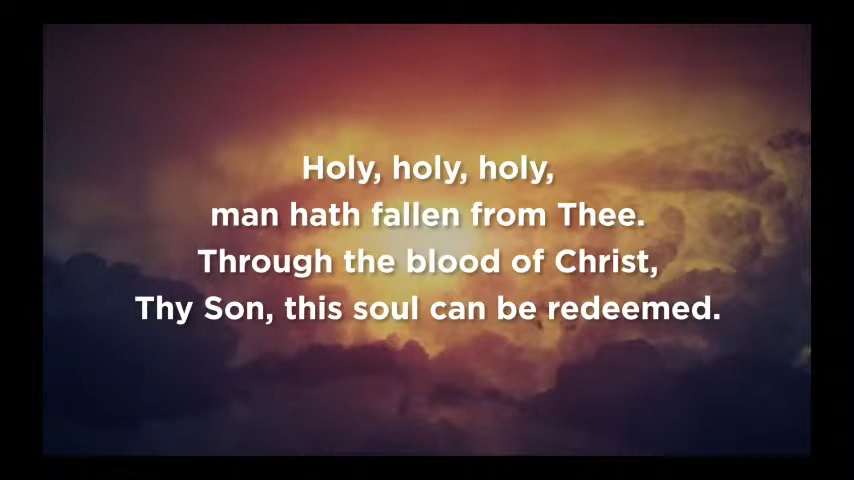 Holy, holy, holy,
man hath fallen from Thee.
Through the blood of Christ,
Thy Son, this soul can be redeemed.